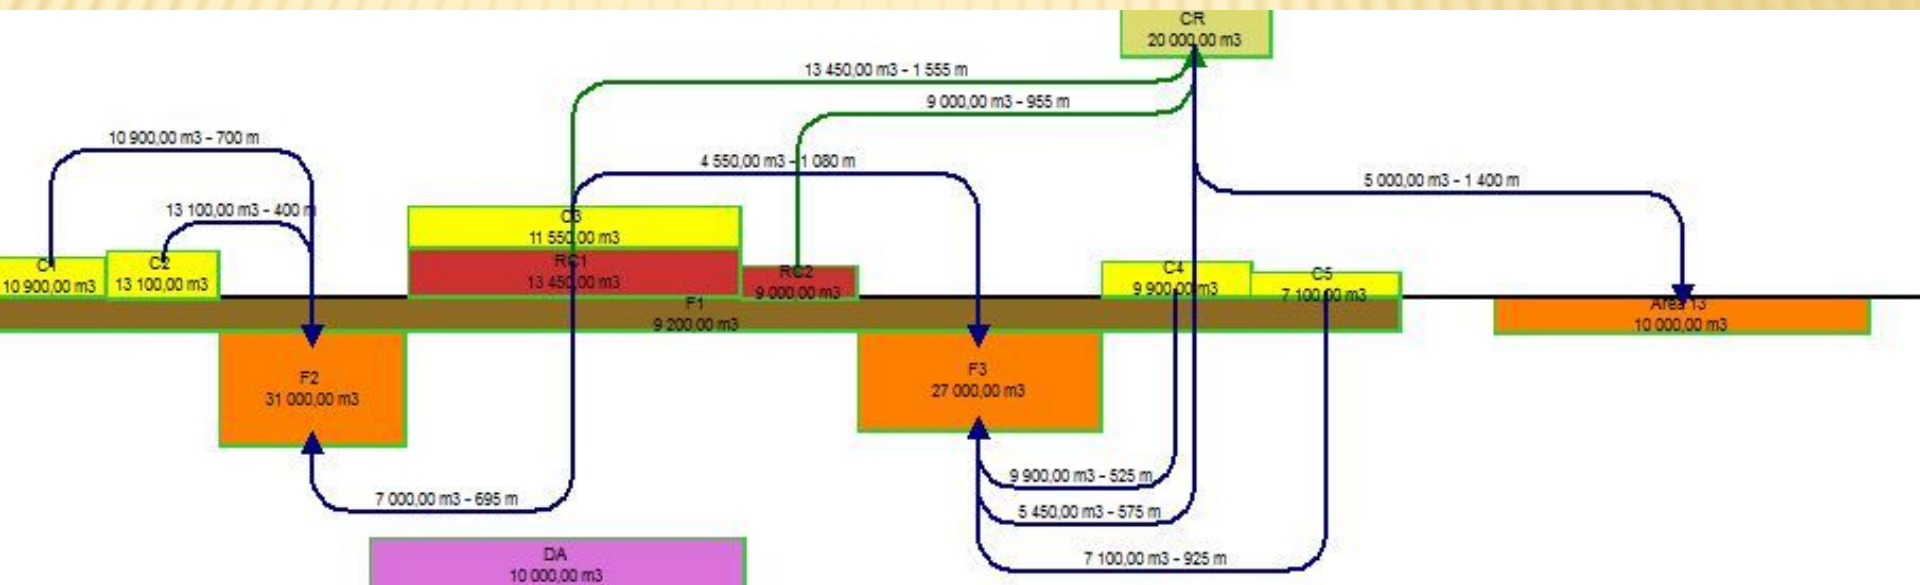 CR
20 000,00 m3
13 450,00 m3 - 1 555 m
9 000,00 m3 - 955 m
10 900,00 m3 - 700 m
4 550,00 m3 - 1 080 m
5 000,00 m3 - 1 400 m
13 100,00 m3 - 400 m
C3
11 550,00 m3
C1
10 900,00 m3
C2
13 100,00 m3
RC1
13 450,00 m3
RC2
9 000,00 m3
C4
9 900,00 m3
C5
7 100,00 m3
F1
9 200,00 m3
Area 13
10 000,00 m3
F2
31 000,00 m3
F3
27 000,00 m3
9 900,00 m3 - 525 m
7 000,00 m3 - 695 m
5 450,00 m3 - 575 m
7 100,00 m3 - 925 m
DA
10 000,00 m3